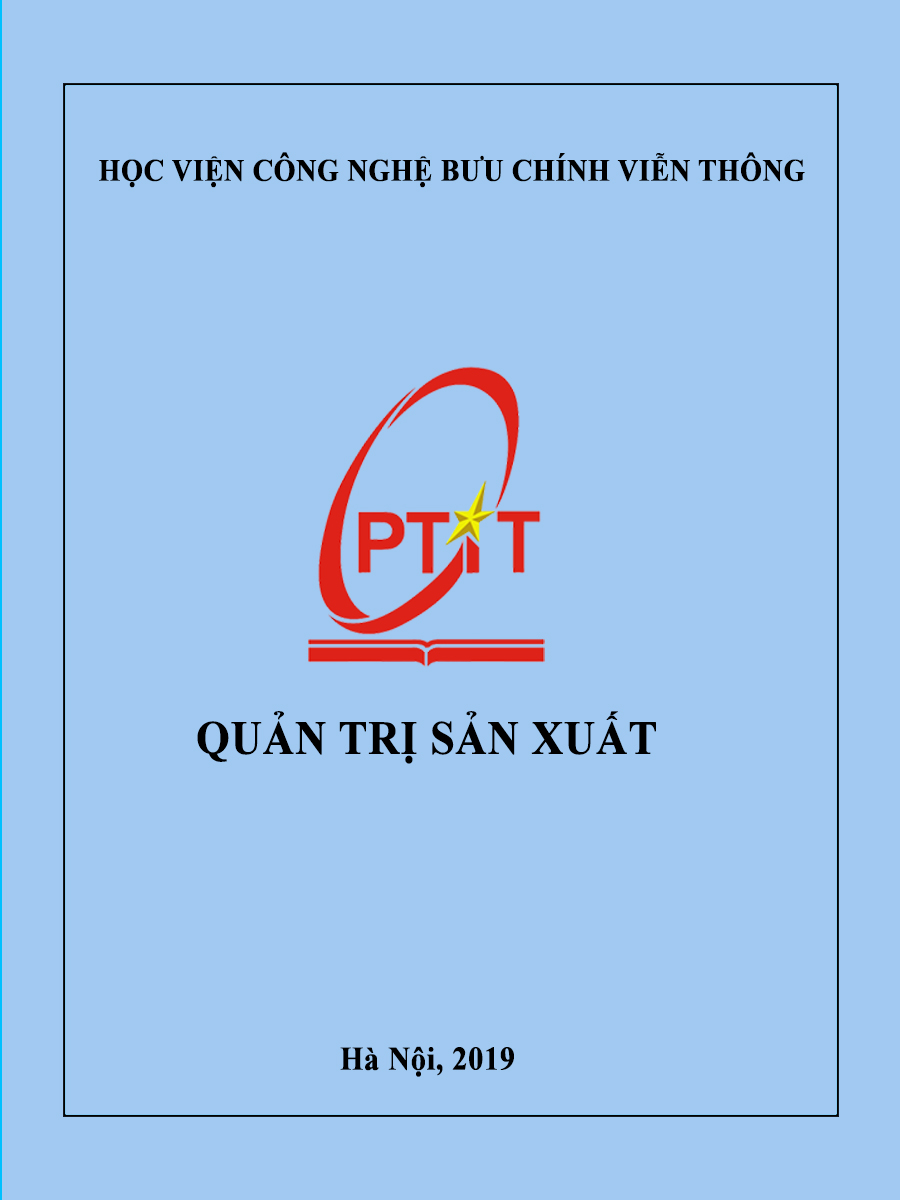 HỌC VIỆN CÔNG NGHỆ BƯU CHÍNH VIỄN THÔNG
PTIT
QUẢN TRỊ SẢN XUẤT
Hà Nội, 2019